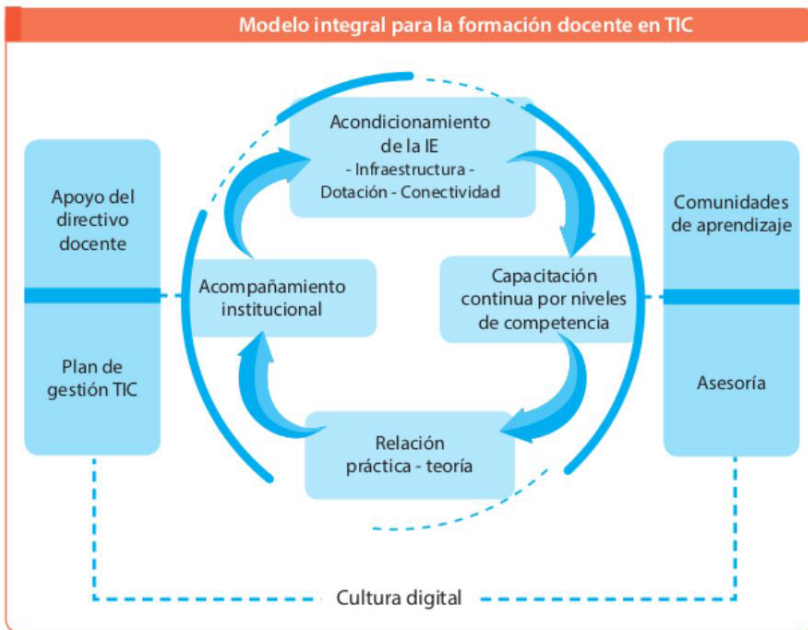 Modelo integral para la formación docente en TIC
Apoyo del
directivo
docente
Plan de
gestión TIC
Acondicionamiento
de la IE
- Infraestructura -
Dotación - Conectividad
Acompañamiento
institucional
Capacitación
continua por niveles
de competencia
Relación
práctica - teoría
Comunidades
de aprendizaje
Asesoría
Cultura digital